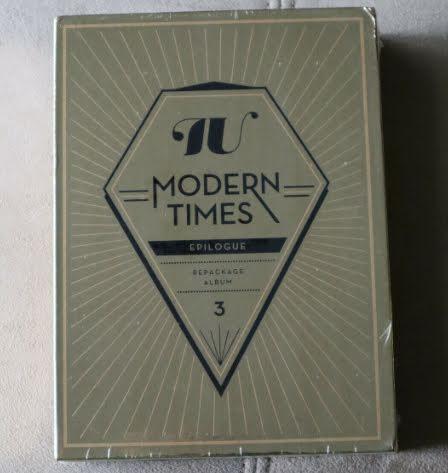 IU
MODERN
TIMES
EPILOGUE
REPACKAGE
ALBUM
3